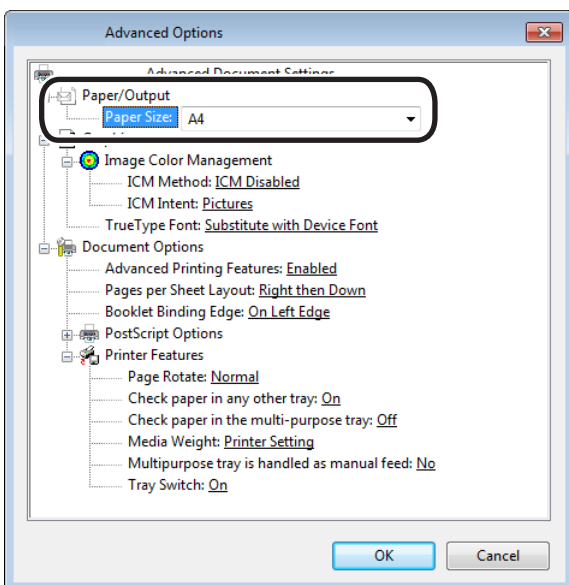 Advanced Options
Advanced Document Settings
Paper/Output
Paper Size: A4
Image Color Management
ICM Method: ICM Disabled
ICM Intent: Pictures
TrueType Font: Substitute with Device Font
Document Options
Advanced Printing Features: Enabled
Pages per Sheet Layout: Right then Down
Booklet Binding Edge: On Left Edge
PostScript Options
Printer Features
Page Rotate: Normal
Check paper in any other tray: On
Check paper in the multi-purpose tray: Off
Media Weight: Printer Setting
Multipurpose tray is handled as manual feed: No
Tray Switch: On
OK
Cancel